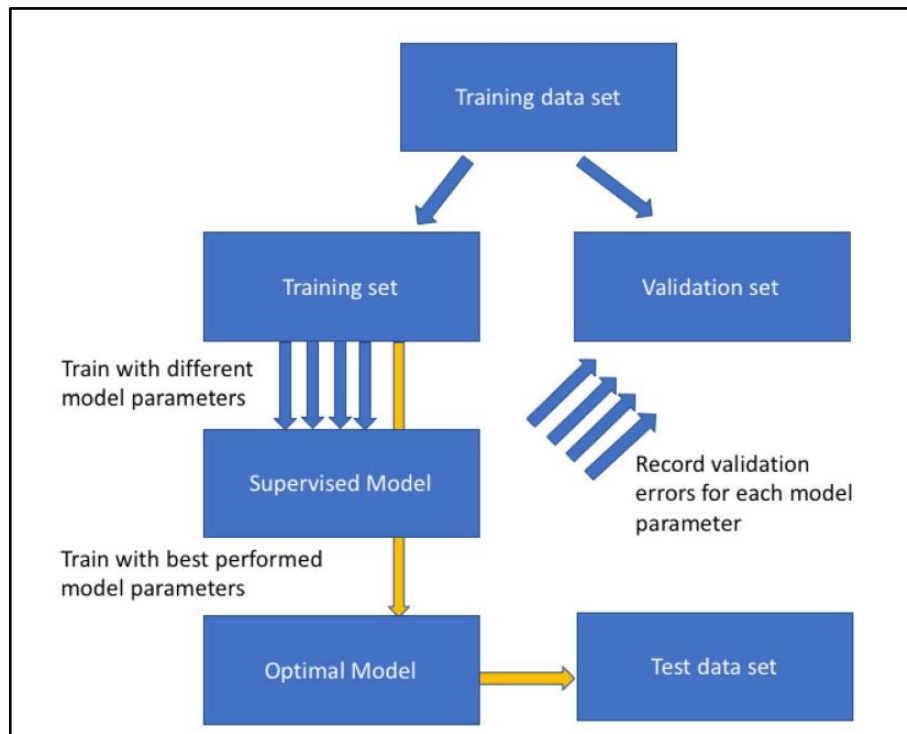 Training data set
Training set
Validation set
Train with different
model parameters
Supervised Model
Record validation
errors for each model
parameter
Train with best performed
model parameters
Optimal Model
Test data set